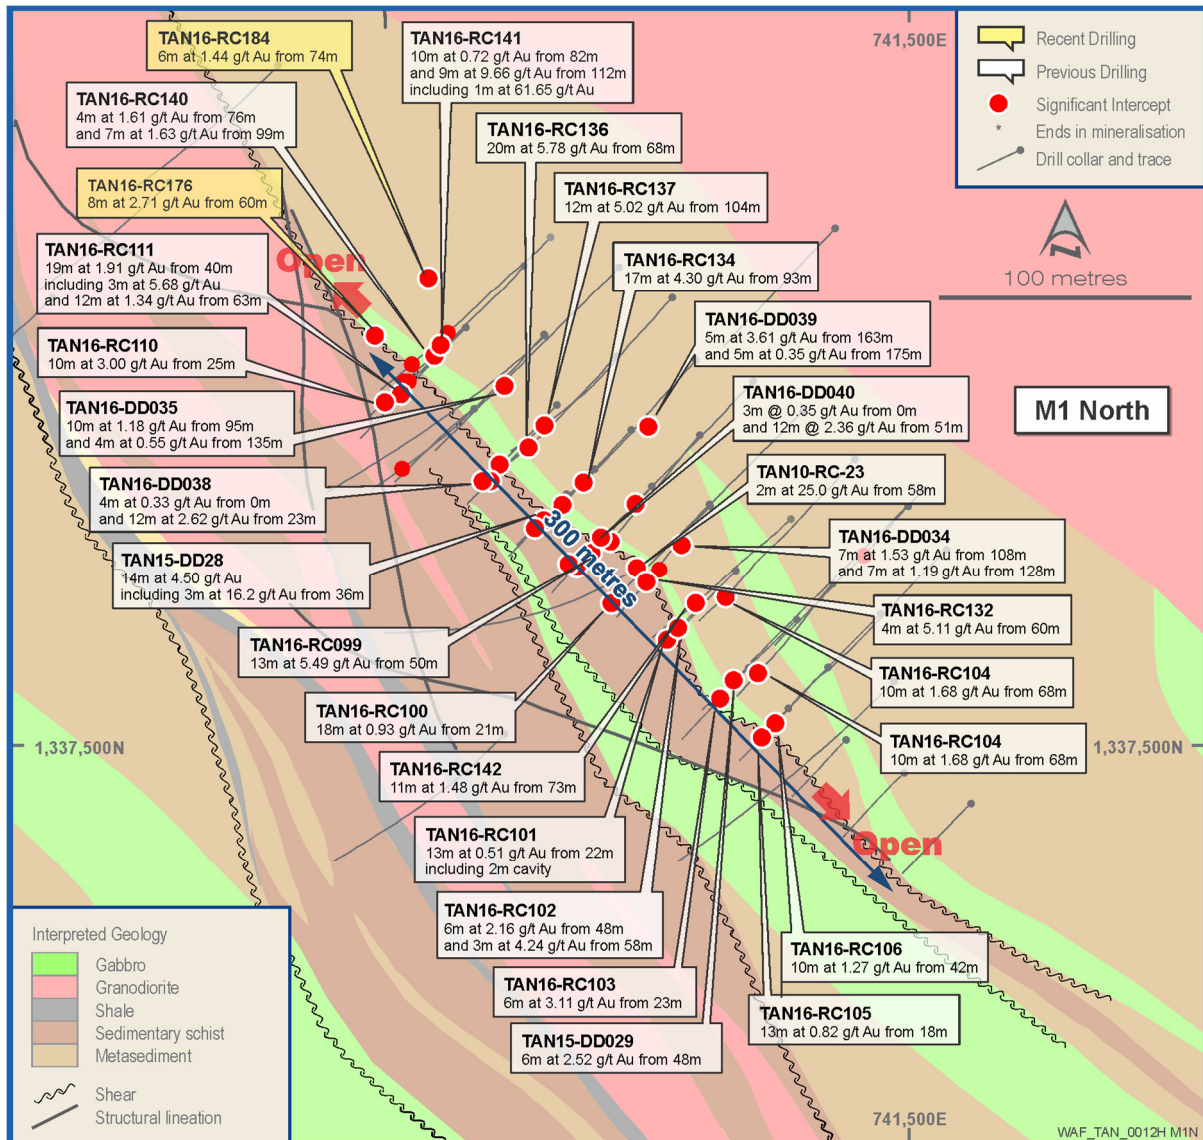 741,500E
Recent Drilling
Previous Drilling
Significant Intercept
* Ends in mineralisation
Drill collar and trace
N
100 metres
M1 North
TAN16-RC184
6m at 1.44 g/t Au from 74m
TAN16-RC141
10m at 0.72 g/t Au from 82m
and 9m at 9.66 g/t Au from 112m
including 1m at 61.65 g/t Au
TAN16-RC140
4m at 1.61 g/t Au from 76m
and 7m at 1.63 g/t Au from 99m
TAN16-RC136
20m at 5.78 g/t Au from 68m
TAN16-RC176
8m at 2.71 g/t Au from 60m
TAN16-RC137
12m at 5.02 g/t Au from 104m
TAN16-RC111
19m at 1.91 g/t Au from 40m
including 3m at 5.68 g/t Au
and 12m at 1.34 g/t Au from 63m
Open
TAN16-RC134
17m at 4.30 g/t Au from 93m
TAN16-RC110
10m at 3.00 g/t Au from 25m
TAN16-DD039
5m at 3.61 g/t Au from 163m
and 5m at 0.35 g/t Au from 175m
TAN16-DD035
10m at 1.18 g/t Au from 95m
and 4m at 0.55 g/t Au from 135m
TAN16-DD040
3m @ 0.35 g/t Au from 0m
and 12m @ 2.36 g/t Au from 51m
TAN16-DD038
4m at 0.33 g/t Au from 0m
and 12m at 2.62 g/t Au from 23m
TAN10-RC-23
2m at 25.0 g/t Au from 58m
300 metres
TAN15-DD28
14m at 4.50 g/t Au
including 3m at 16.2 g/t Au from 36m
TAN16-DD034
7m at 1.53 g/t Au from 108m
and 7m at 1.19 g/t Au from 128m
TAN16-RC132
4m at 5.11 g/t Au from 60m
TAN16-RC099
13m at 5.49 g/t Au from 50m
TAN16-RC104
10m at 1.68 g/t Au from 68m
TAN16-RC100
18m at 0.93 g/t Au from 21m
TAN16-RC104
10m at 1.68 g/t Au from 68m
1,337,500N
1,337,500N
TAN16-RC142
11m at 1.48 g/t Au from 73m
TAN16-RC101
13m at 0.51 g/t Au from 22m
including 2m cavity
Open
TAN16-RC102
6m at 2.16 g/t Au from 48m
and 3m at 4.24 g/t Au from 58m
TAN16-RC106
10m at 1.27 g/t Au from 42m
TAN16-RC103
6m at 3.11 g/t Au from 23m
TAN16-RC105
13m at 0.82 g/t Au from 18m
TAN15-DD029
6m at 2.52 g/t Au from 48m
Interpreted Geology
Gabbro
Granodiorite
Shale
Sedimentary schist
Metasediment
Shear
Structural lineation
741,500E
WAF_TAN_0012H M1N